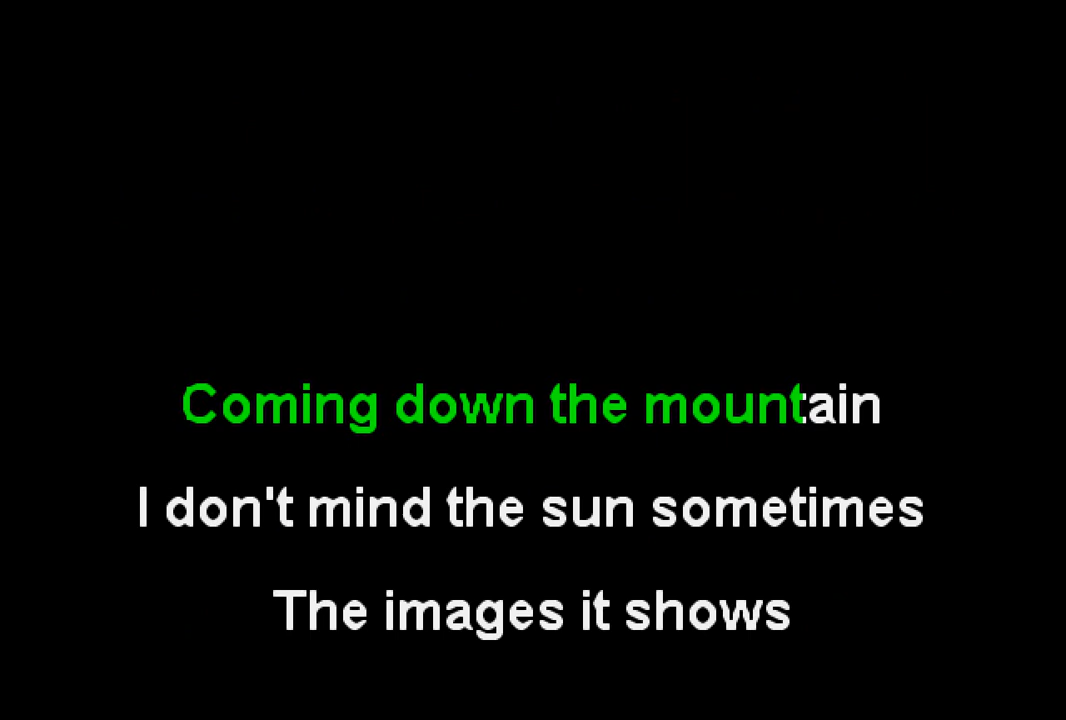 Coming down the mountain
I don't mind the sun sometimes
The images it shows